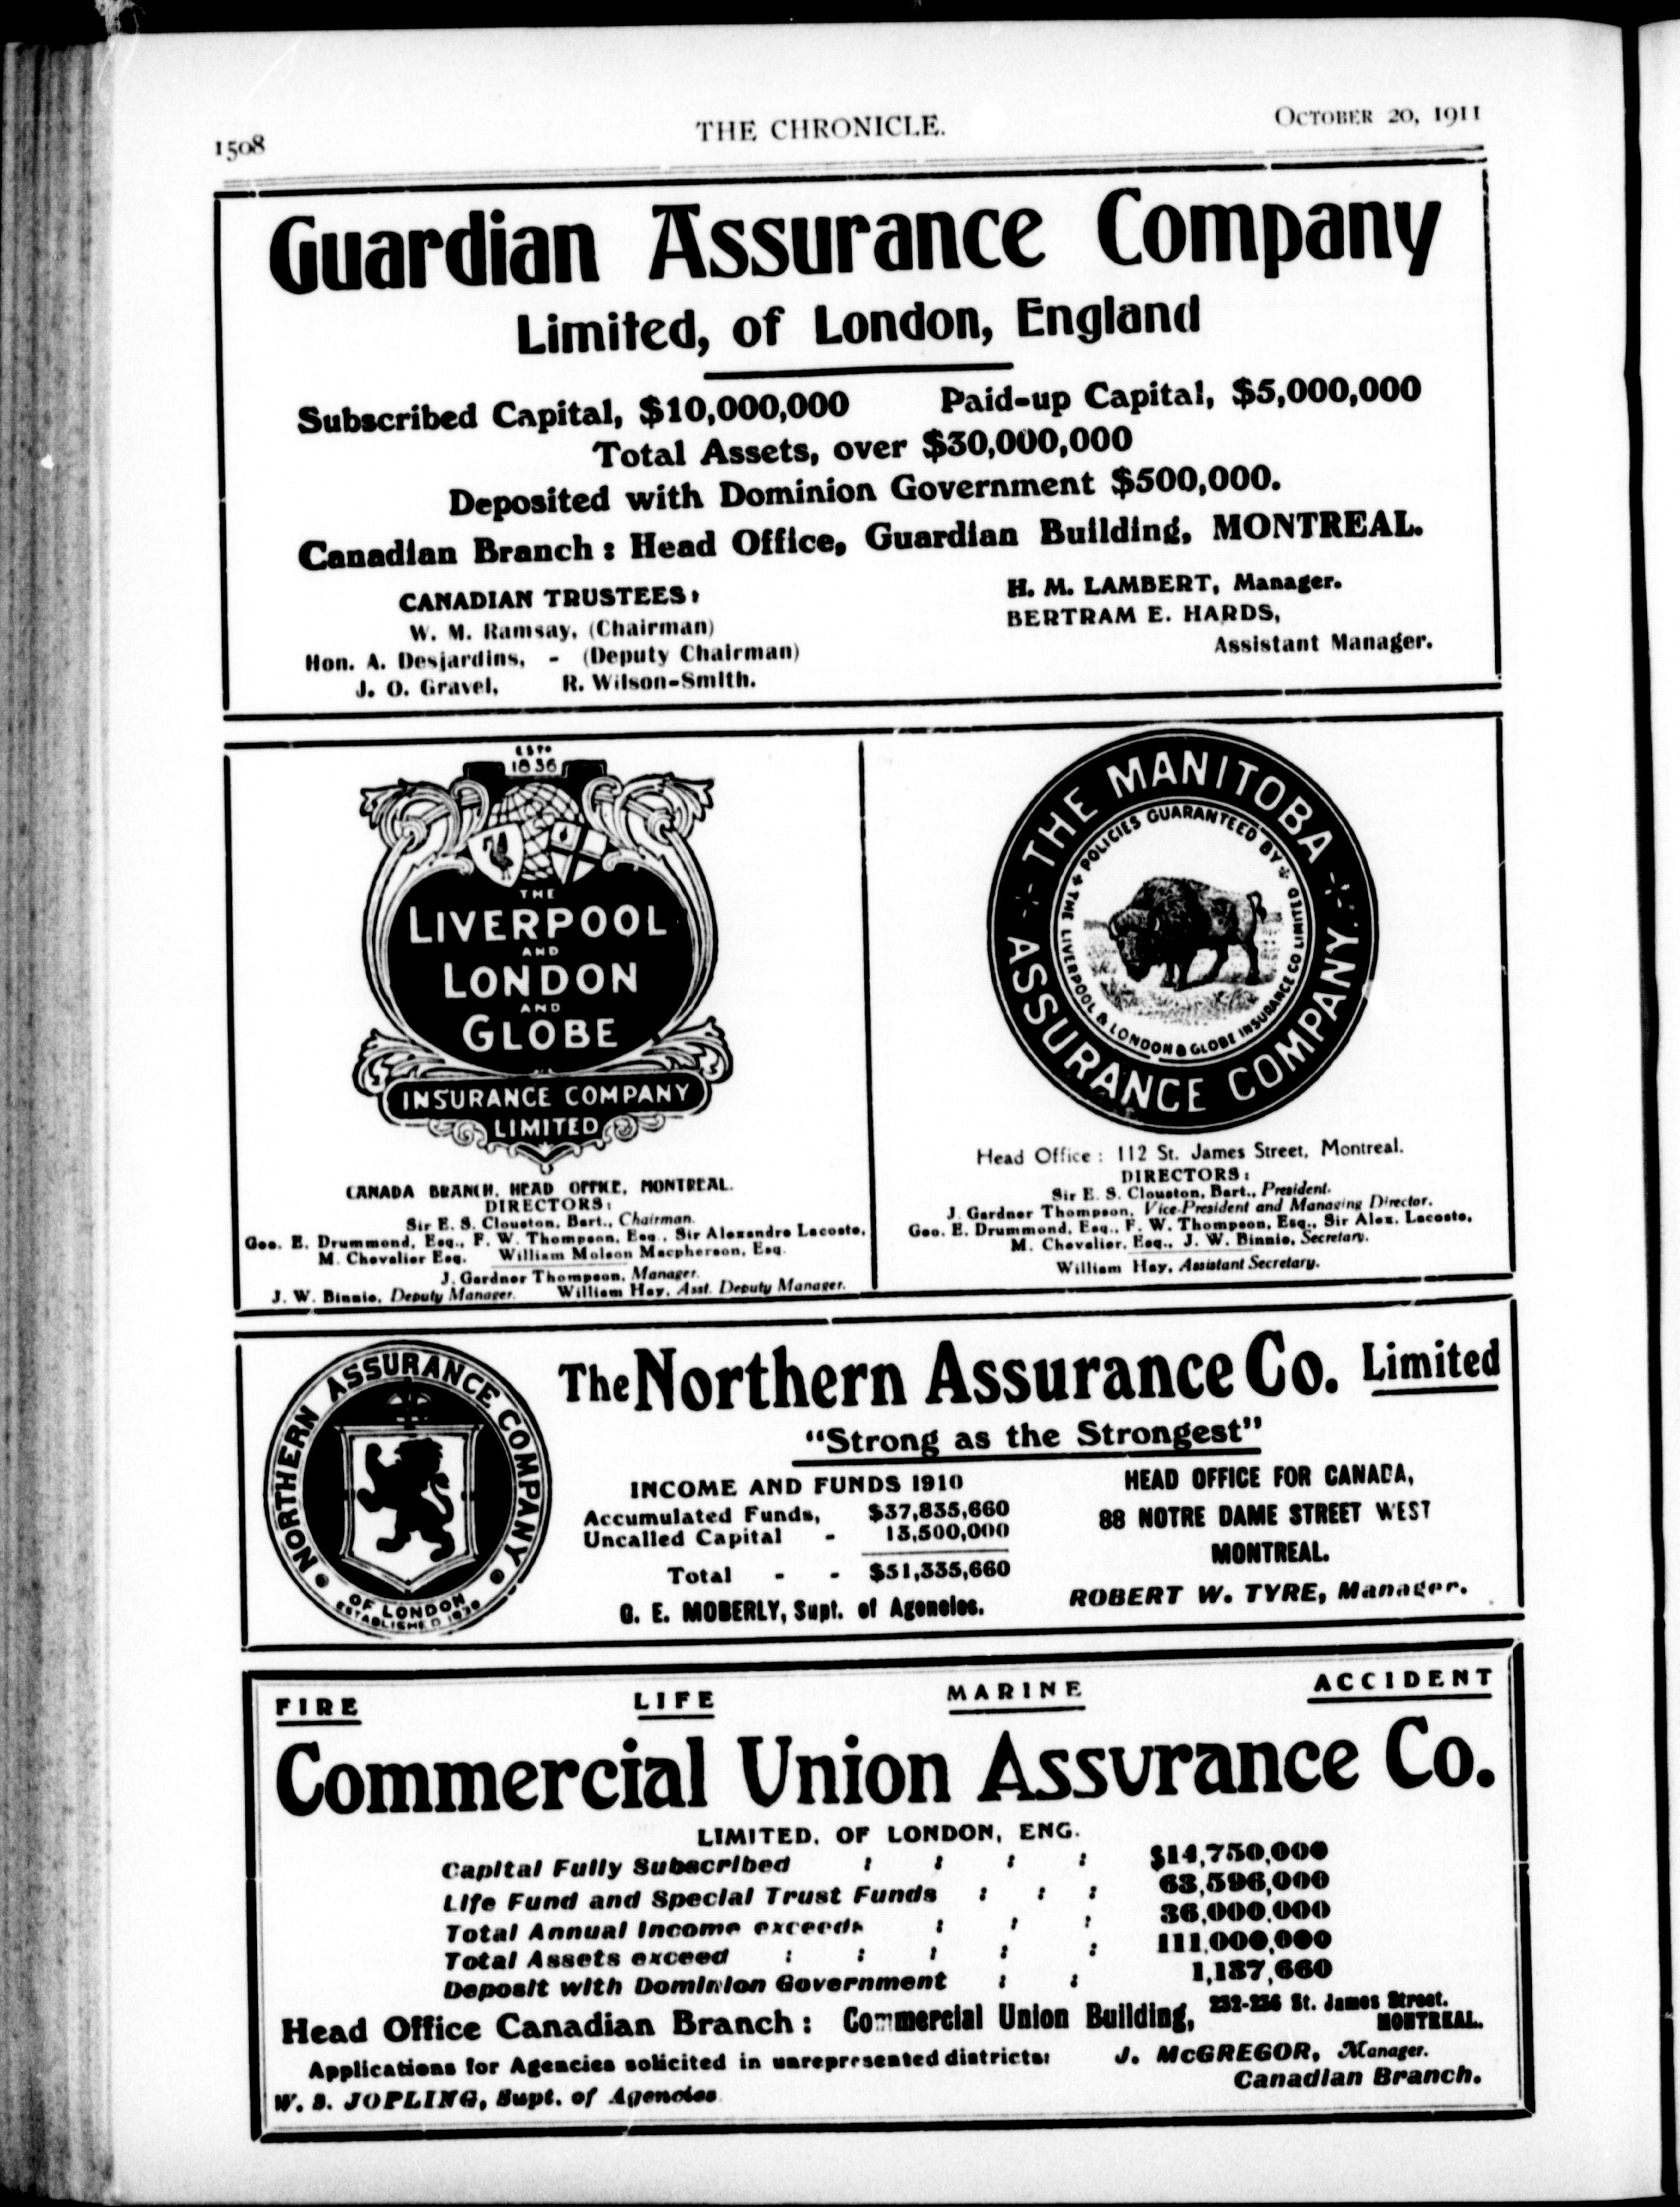 1508
THE CHRONICLE.
OCTOBER 20, 1911
Guardian Assurance Company
Limited, of London, England
Subscribed Capital, $10,000,000 Paid-up Capital, $5,000,000
Total Assets, over $30,000,000
Deposited with Dominion Government $500,000.
Canadian Branch : Head Office, Guardian Building, MONTREAL.
CANADIAN TRUSTEES :
W. M. Ramsay, (Chairman)
Hon. A. Desjardins, - (Deputy Chairman)
J. O. Gravel, R. Wilson-Smith.
H. M. LAMBERT, Manager.
BERTRAM E. HARDS,
Assistant Manager.
ESTD
1836
THE
LIVERPOOL
AND
LONDON
AND
GLOBE
INSURANCE COMPANY
LIMITED
CANADA BRANCH, HEAD OFFICE, MONTREAL.
DIRECTORS:
Sir E. S. Clouston, Bart., Chairman.
Geo. E. Drummond, Esq., F. W. Thompson, Esq., Sir Alexandre Lacoste,
M. Chevalier Esq. William Molson Macpherson, Esq.
J. Gardner Thompson, Manager.
J. W. Binnie, Deputy Manager. William Hay, Asst. Deputy Manager.
THE MANITOBA
ASSURANCE COMPANY.
POLICIES GUARANTEED BY
THE LIVERPOOL & LONDON & GLOBE INSURANCE CO LIMITED
Head Office : 112 St. James Street, Montreal.
DIRECTORS :
Sir E. S. Clouston, Bart., President.
J. Gardner Thompson, Vice-President and Managing Director.
Geo. E. Drummond, Esq., F. W. Thompson, Esq., Sir Alex. Lacoste,
M. Chevalier, Esq., J. W. Binnie, Secretary.
William Hay, Assistant Secretary.
NORTHERN ASSURANCE COMPANY
OF LONDON
ESTABLISHED 1836
The Northern Assurance Co. Limited
"Strong as the Strongest"
INCOME AND FUNDS 1910
Accumulated Funds, $37,835,660
Uncalled Capital - 13,500,000
Total - - $51,335,660
G. E. MOBERLY, Supt. of Agencies.
HEAD OFFICE FOR CANADA,
88 NOTRE DAME STREET WEST
MONTREAL.
ROBERT W. TYRE, Manager.
FIRE LIFE MARINE ACCIDENT
Commercial Union Assurance Co.
LIMITED, OF LONDON, ENG.
Capital Fully Subscribed : : : : $14,750,000
Life Fund and Special Trust Funds : : : 63,596,000
Total Annual Income exceeds : : : 36,000,000
Total Assets exceed : : : : : 111,000,000
Deposit with Dominion Government : : 1,137,660
Head Office Canadian Branch : Commercial Union Building, 232-236 St. James Street.
MONTREAL.
Applications for Agencies solicited in unrepresented districts:
W. S. JOPLING, Supt. of Agencies
J. McGREGOR, Manager.
Canadian Branch.